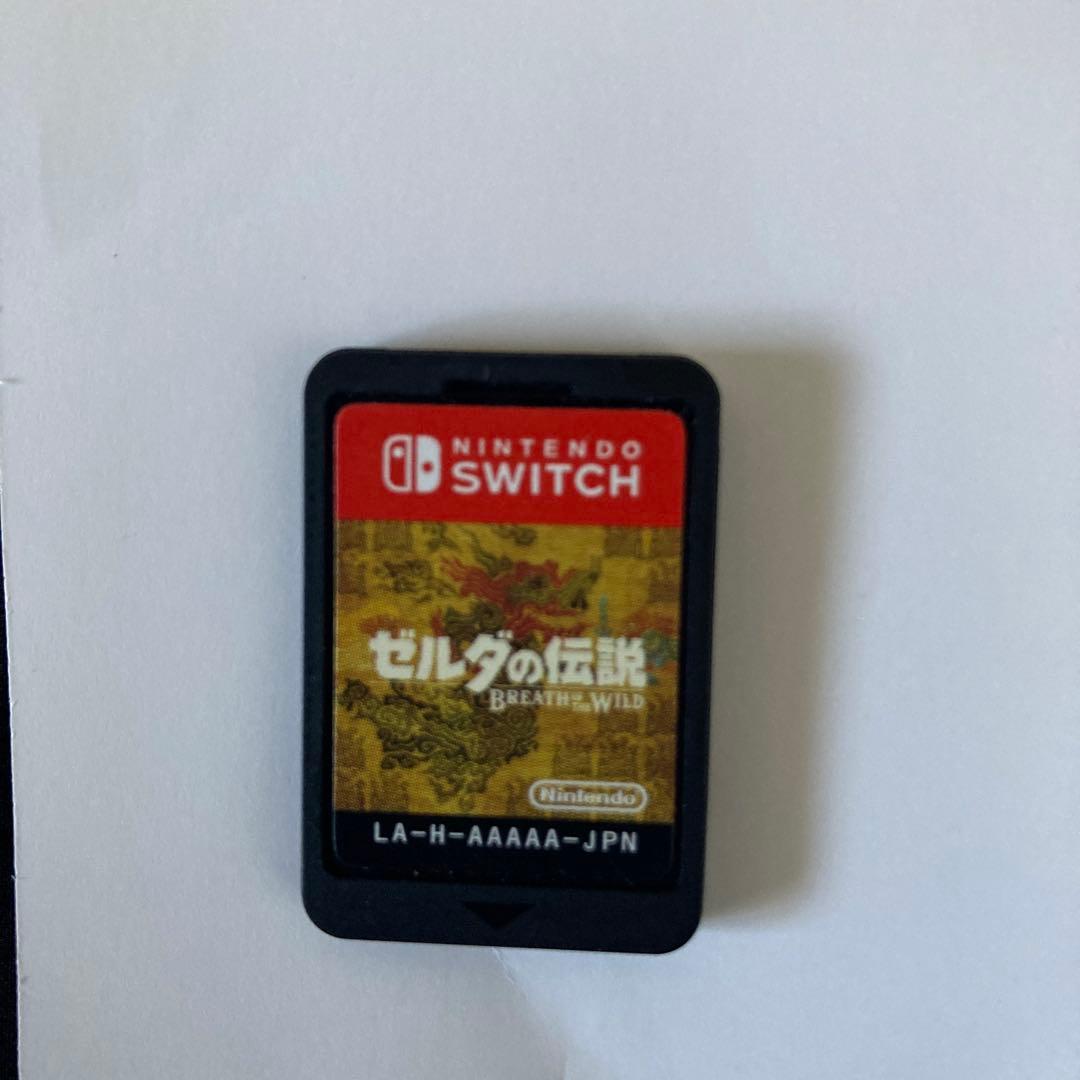 NINTENDO
SWITCH
ゼルダの伝説
BREATH OF THE WILD
Nintendo
LA-H-AAAAA-JPN